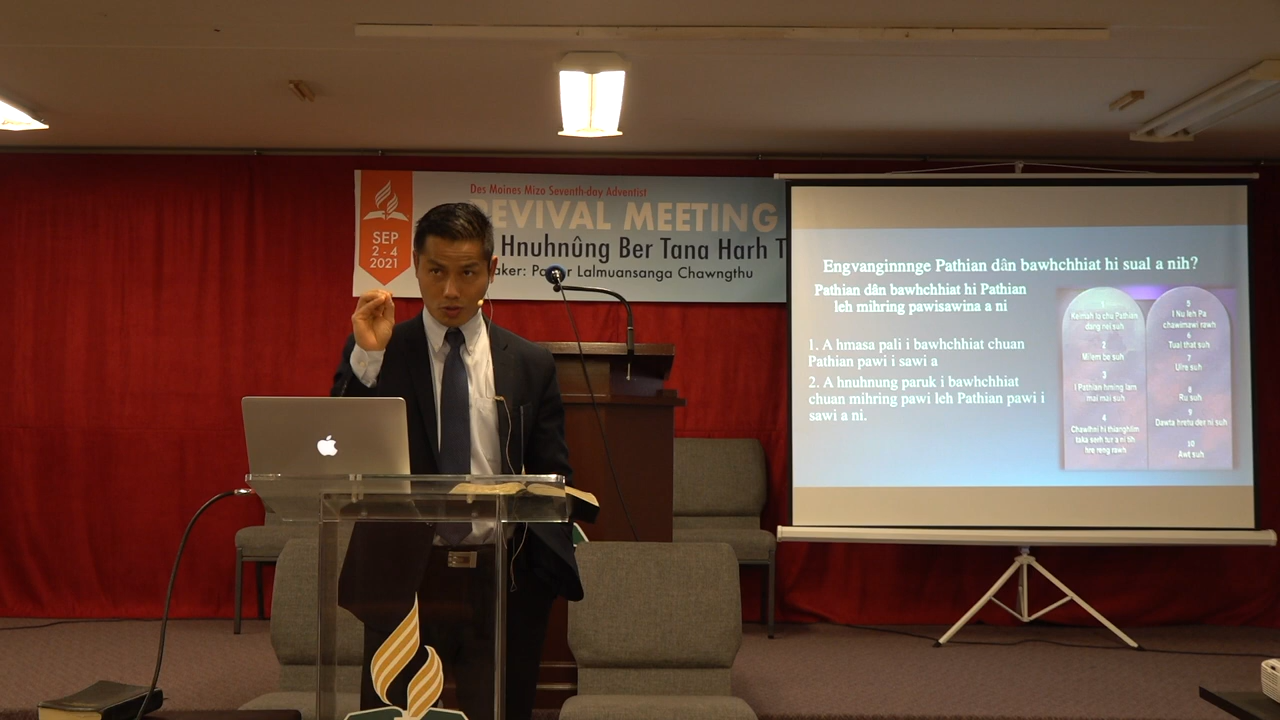 Des Moines Mizo Seventh-day Adventist
REVIVAL MEETING
Hnuhnûng Ber Tana Harh T
aker: Pa or Lalmuansanga Chawngthu
SEP
2 - 4
2021
Engvanginnnge Pathian dân bawhchhiat hi sual a nih?
Pathian dân bawhchhiat hi Pathian
leh mihring pawisawina a ni
1. A hmasa pali i bawhchhiat chuan
Pathian pawi i sawi a
2. A hnuhnung paruk i bawhchhiat
chuan mihring pawi leh Pathian pawi i
sawi a ni.
1
Keimah lo chu Pathian
dang nei suh
2
Milem be suh
3
I Pathian hming lam
mai mai suh
4
Chawlhni hi thianghlim
taka serh tur a ni tih
hre reng rawh
5
I Nu leh Pa
chawimawi rawh
6
Tual that suh
7
Uire suh
8
Ru suh
9
Dawta hretu der ni suh
10
Awt suh